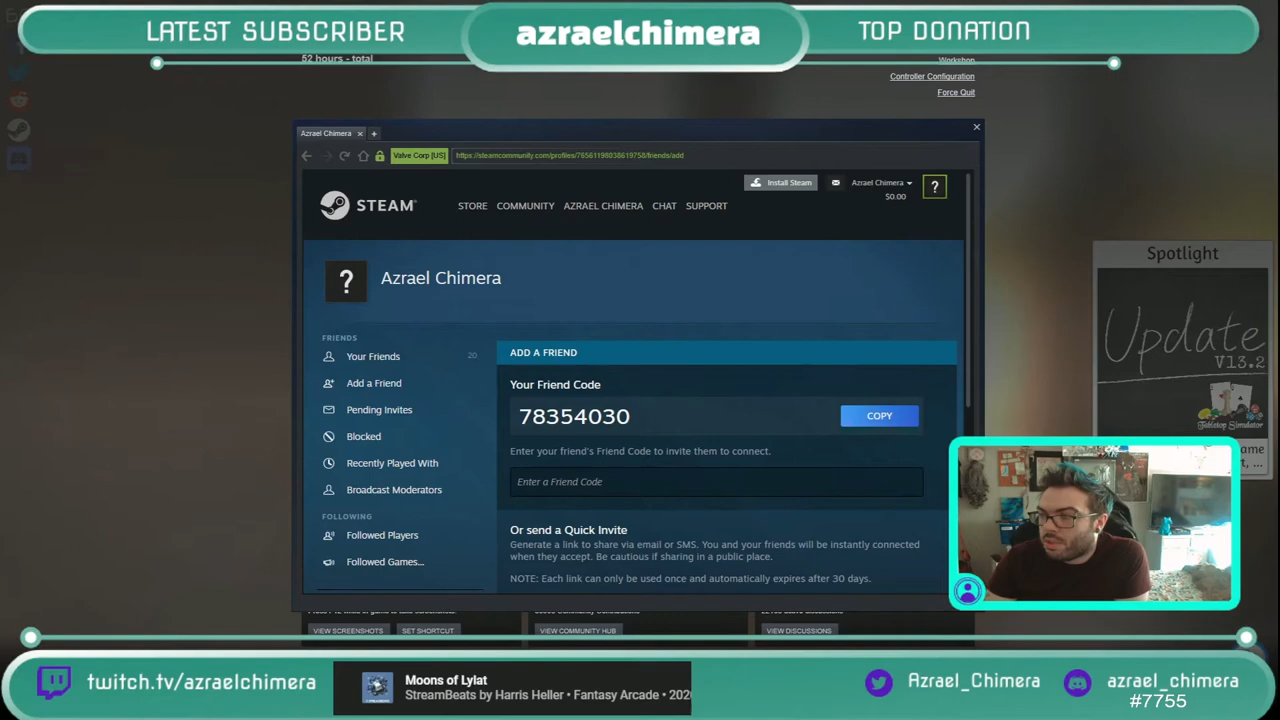 LATEST SUBSCRIBER
azraelchimera
TOP DONATION
52 hours - total
Workshop
Controller Configuration
Force Quit
Azrael Chimera
Valve Corp [US]
https://steamcommunity.com/profiles/76561198038619758/friends/add
Install Steam
Azrael Chimera
$0.00
?
STEAM
STORE COMMUNITY AZRAEL CHIMERA CHAT SUPPORT
?
Azrael Chimera
FRIENDS
Your Friends 20
Add a Friend
Pending Invites
Blocked
Recently Played With
Broadcast Moderators
FOLLOWING
Followed Players
Followed Games...
ADD A FRIEND
Your Friend Code
78354030
COPY
Enter your friend's Friend Code to invite them to connect.
Enter a Friend Code
Or send a Quick Invite
Generate a link to share via email or SMS. You and your friends will be instantly connected
when they accept. Be cautious if sharing in a public place.
NOTE: Each link can only be used once and automatically expires after 30 days.
Spotlight
Update
V13.2
Tabletop Simulator
VIEW SCREENSHOTS
SET SHORTCUT
VIEW COMMUNITY HUB
VIEW DISCUSSIONS
twitch.tv/azraelchimera
Moons of Lylat
StreamBeats by Harris Heller • Fantasy Arcade • 202
Azrael_Chimera
azrael_chimera
#7755